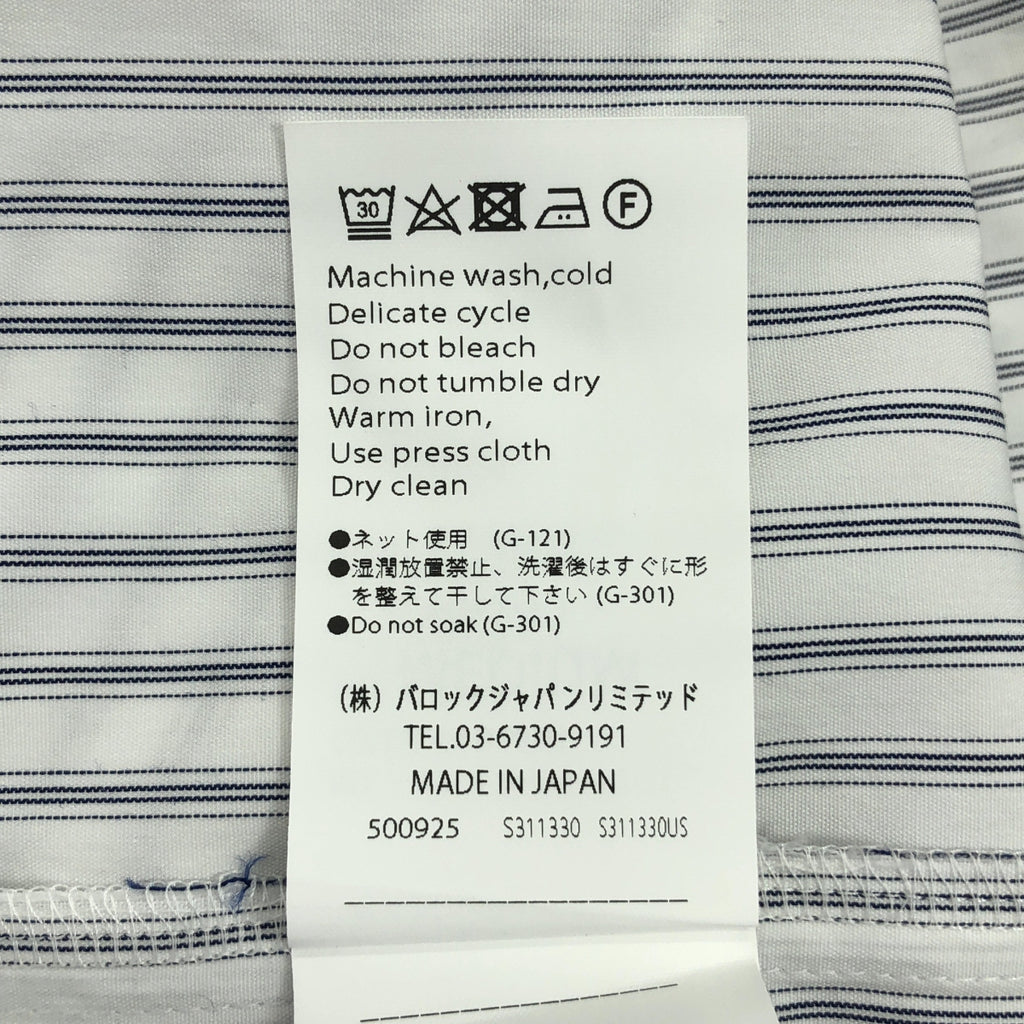 30 F
Machine wash,cold
Delicate cycle
Do not bleach
Do not tumble dry
Warm iron,
Use press cloth
Dry clean
●ネット使用 (G-121)
●湿潤放置禁止、洗濯後はすぐに形
を整えて干して下さい (G-301)
●Do not soak (G-301)
(株) バロックジャパンリミテッド
TEL.03-6730-9191
MADE IN JAPAN
500925 S311330 S311330US